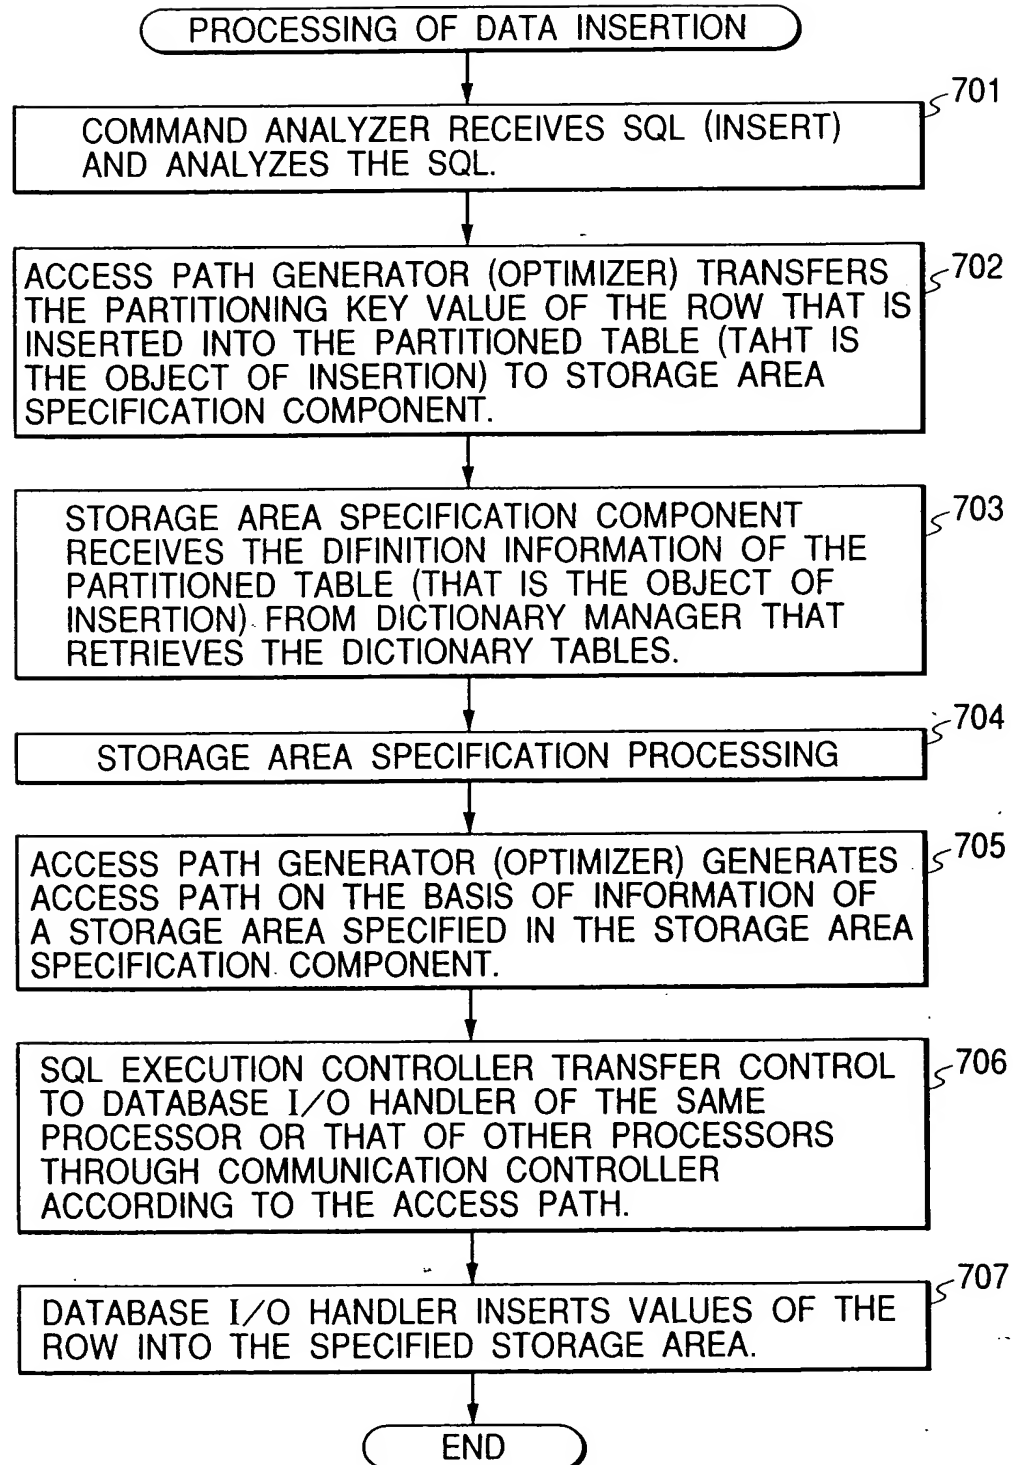 PROCESSING OF DATA INSERTION
701
COMMAND ANALYZER RECEIVES SQL (INSERT)
AND ANALYZES THE SQL.
702
ACCESS PATH GENERATOR (OPTIMIZER) TRANSFERS
THE PARTITIONING KEY VALUE OF THE ROW THAT IS
INSERTED INTO THE PARTITIONED TABLE (TAHT IS
THE OBJECT OF INSERTION) TO STORAGE AREA
SPECIFICATION COMPONENT.
703
STORAGE AREA SPECIFICATION COMPONENT
RECEIVES THE DIFINITION INFORMATION OF THE
PARTITIONED TABLE (THAT IS THE OBJECT OF
INSERTION) FROM DICTIONARY MANAGER THAT
RETRIEVES THE DICTIONARY TABLES.
704
STORAGE AREA SPECIFICATION PROCESSING
705
ACCESS PATH GENERATOR (OPTIMIZER) GENERATES
ACCESS PATH ON THE BASIS OF INFORMATION OF
A STORAGE AREA SPECIFIED IN THE STORAGE AREA
SPECIFICATION COMPONENT.
706
SQL EXECUTION CONTROLLER TRANSFER CONTROL
TO DATABASE I/O HANDLER OF THE SAME
PROCESSOR OR THAT OF OTHER PROCESSORS
THROUGH COMMUNICATION CONTROLLER
ACCORDING TO THE ACCESS PATH.
707
DATABASE I/O HANDLER INSERTS VALUES OF THE
ROW INTO THE SPECIFIED STORAGE AREA.
END